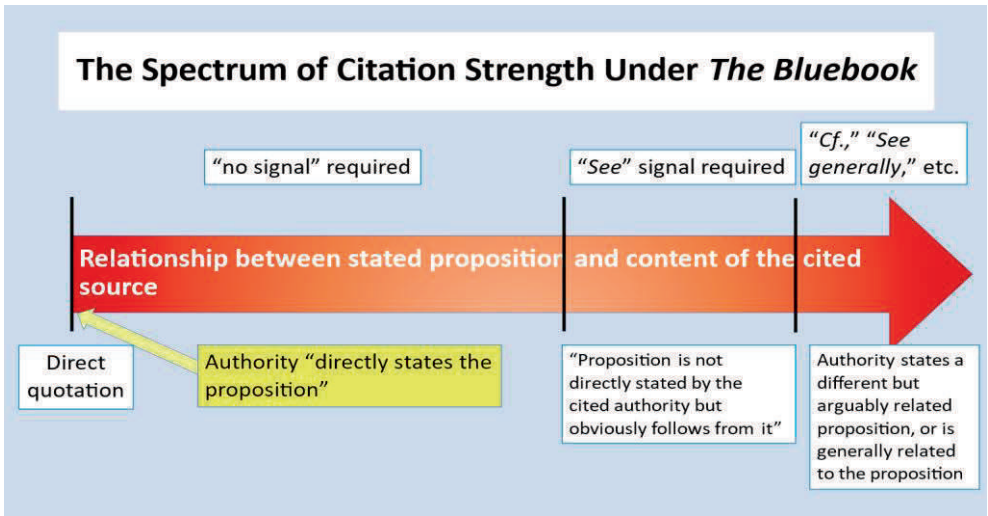 The Spectrum of Citation Strength Under The Bluebook
“no signal” required
“See” signal required
“Cf.,” “See
generally,” etc.
Relationship between stated proposition and content of the cited
source
Direct
quotation
Authority “directly states the
proposition”
“Proposition is not
directly stated by the
cited authority but
obviously follows from it”
Authority states a
different but
arguably related
proposition, or is
generally related
to the proposition